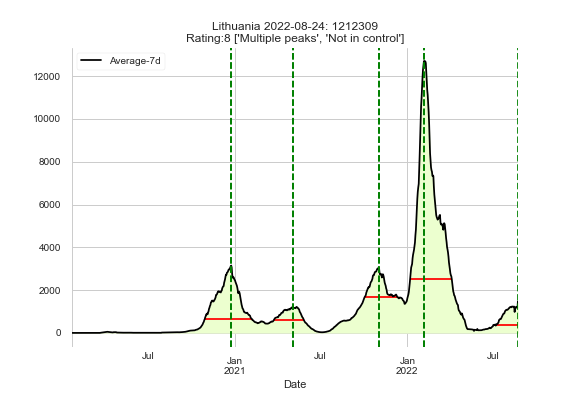 Lithuania 2022-08-24: 1212309
Rating:8 ['Multiple peaks', 'Not in control']
Average-7d
12000
10000
8000
6000
4000
2000
0
Jul
Jan
2021
Jul
Jan
2022
Jul
Date